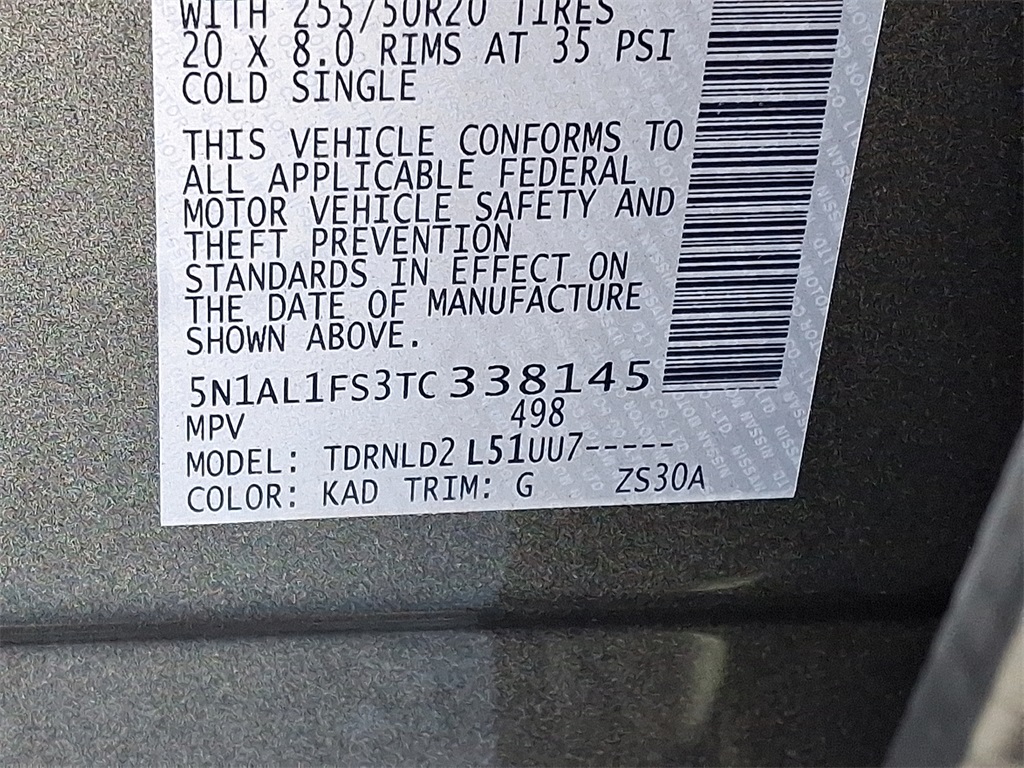 WITH 255/50R20 TIRES
20 X 8.0 RIMS AT 35 PSI
COLD SINGLE
THIS VEHICLE CONFORMS TO
ALL APPLICABLE FEDERAL
MOTOR VEHICLE SAFETY AND
THEFT PREVENTION
STANDARDS IN EFFECT ON
THE DATE OF MANUFACTURE
SHOWN ABOVE.
5N1AL1FS3TC338145
MPV 498
MODEL: TDRNLD2 L51UU7-----
COLOR: KAD TRIM: G ZS30A